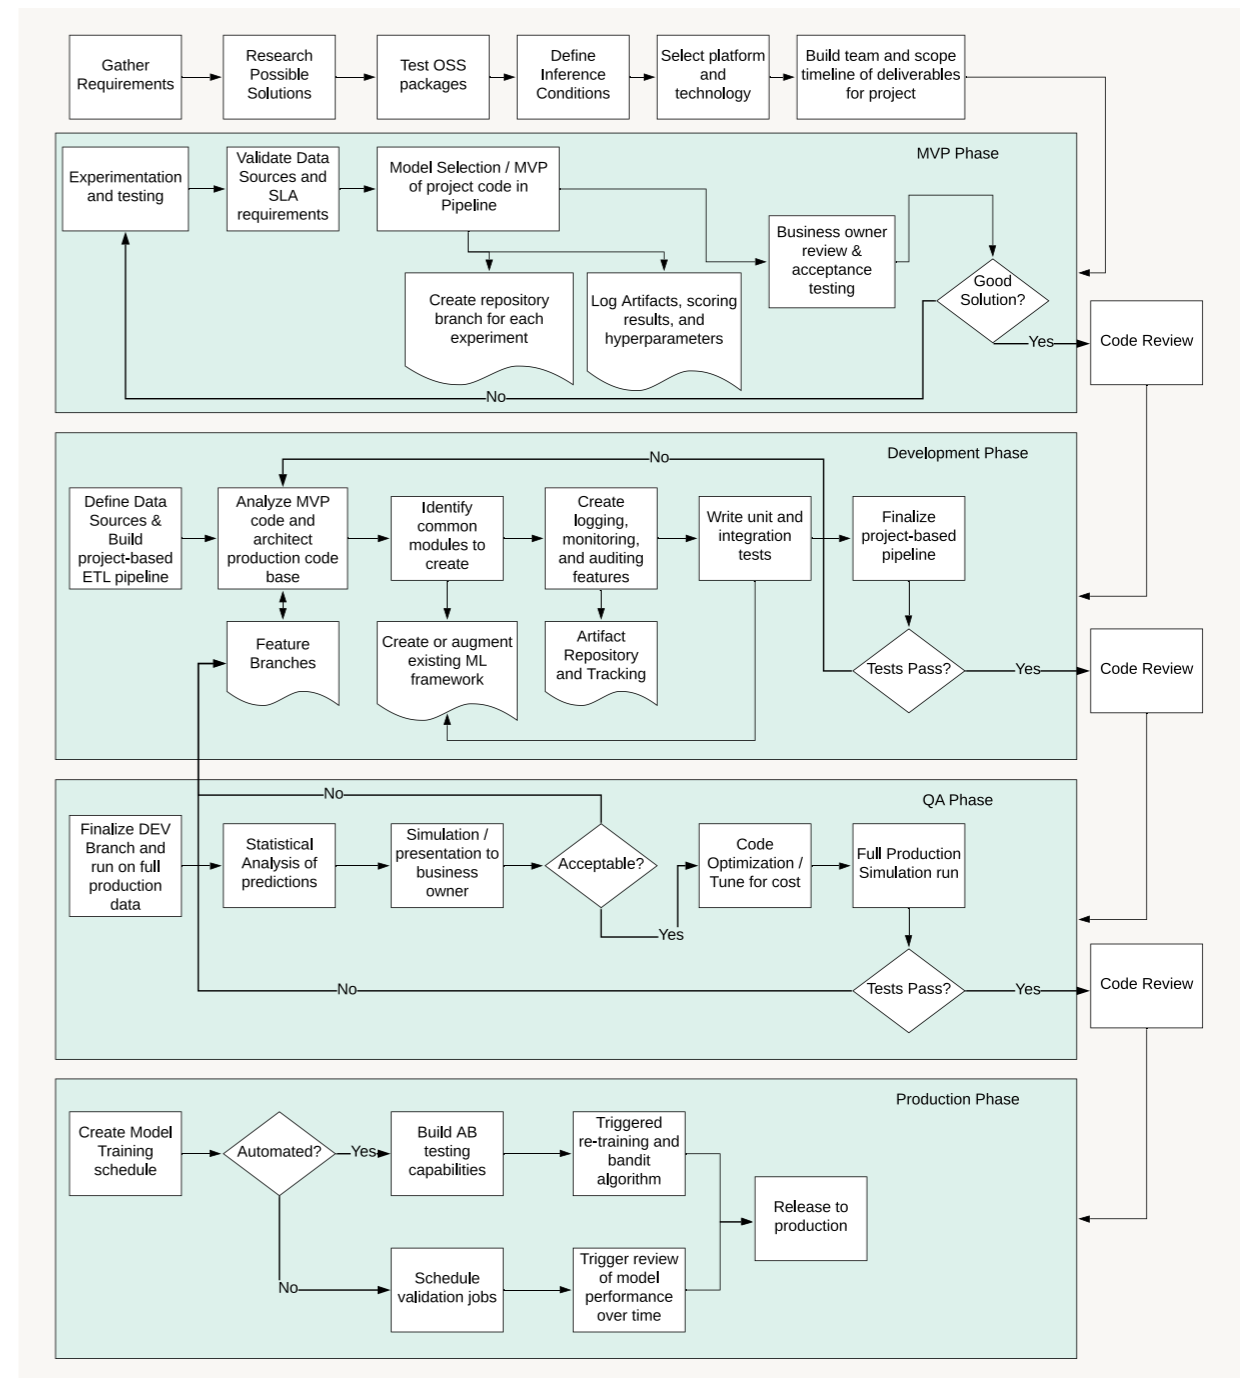 Gather
Requirements
Research
Possible
Solutions
Test OSS
packages
Define
Inference
Conditions
Select platform
and
technology
Build team and scope
timeline of deliverables
for project
MVP Phase
Experimentation
and testing
Validate Data
Sources and
SLA
requirements
Model Selection / MVP
of project code in
Pipeline
Business owner
review &
acceptance
testing
Good
Solution?
Create repository
branch for each
experiment
Log Artifacts, scoring
results, and
hyperparameters
Yes
Code Review
No
Development Phase
No
Define Data
Sources &
Build
project-based
ETL pipeline
Analyze MVP
code and
architect
production code
base
Identify
common
modules to
create
Create
logging,
monitoring,
and auditing
features
Write unit and
integration
tests
Finalize
project-based
pipeline
Feature
Branches
Create or augment
existing ML
framework
Artifact
Repository
and Tracking
Tests Pass?
Yes
Code Review
QA Phase
No
Finalize DEV
Branch and
run on full
production
data
Statistical
Analysis of
predictions
Simulation /
presentation to
business
owner
Acceptable?
Yes
Code
Optimization /
Tune for cost
Full Production
Simulation run
No
Tests Pass?
Yes
Code Review
Production Phase
Create Model
Training
schedule
Automated?
Yes
Build AB
testing
capabilities
Triggered
re-training and
bandit
algorithm
Release to
production
No
Schedule
validation jobs
Trigger review
of model
performance
over time